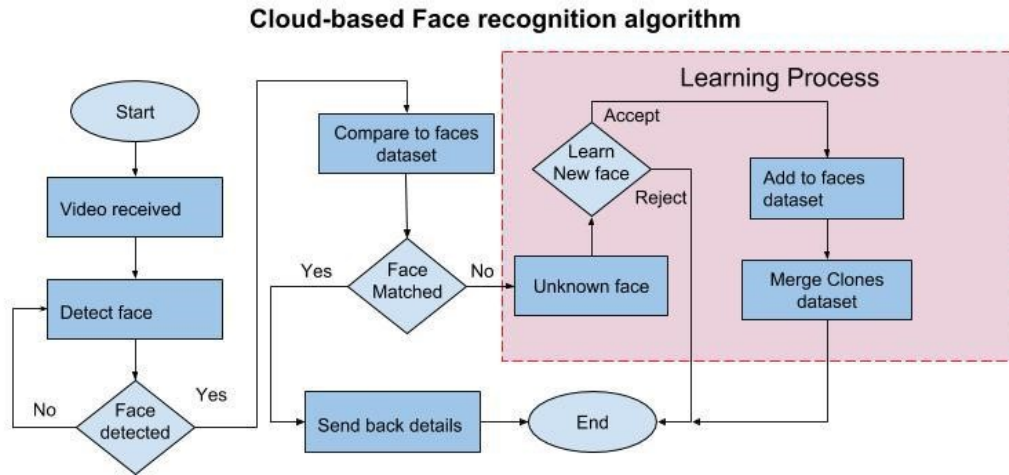 Cloud-based Face recognition algorithm
Start
Video received
Detect face
Face
detected
No
Yes
Compare to faces
dataset
Face
Matched
Yes
No
Send back details
End
Learning Process
Unknown face
Learn
New face
Accept
Reject
Add to faces
dataset
Merge Clones
dataset